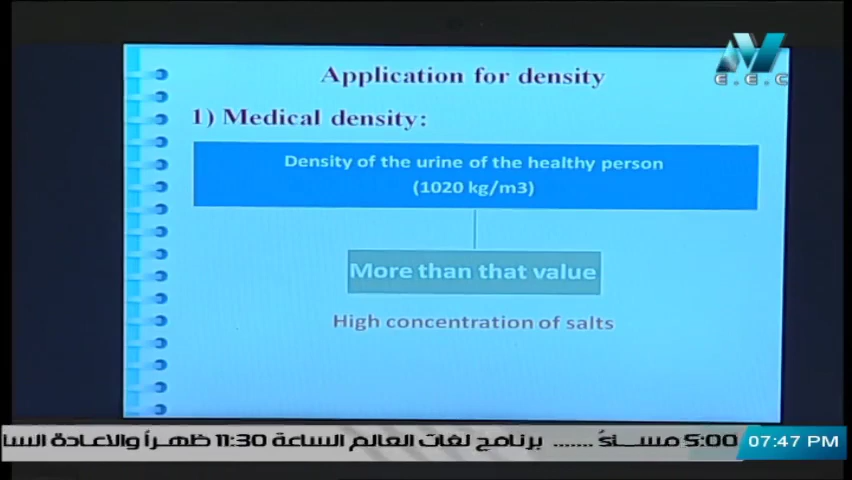 Application for density
1) Medical density:
Density of the urine of the healthy person
(1020 kg/m3)
More than that value
High concentration of salts
E.E.C
5:00 مساءً ....... برنامج لغات العالم الساعة 11:30 ظهراً والاعادة السا
07:47 PM